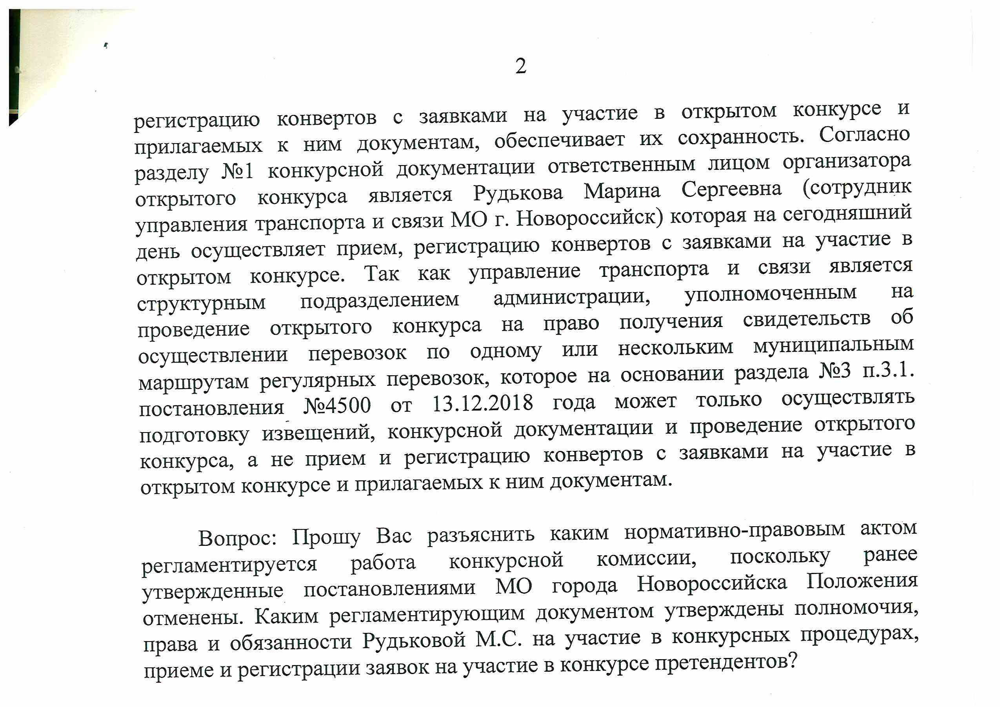 2
регистрацию конвертов с заявками на участие в открытом конкурсе и
прилагаемых к ним документам, обеспечивает их сохранность. Согласно
разделу №1 конкурсной документации ответственным лицом организатора
открытого конкурса является Рудькова Марина Сергеевна (сотрудник
управления транспорта и связи МО г. Новороссийск) которая на сегодняшний
день осуществляет прием, регистрацию конвертов с заявками на участие в
открытом конкурсе. Так как управление транспорта и связи является
структурным подразделением администрации, уполномоченным на
проведение открытого конкурса на право получения свидетельств об
осуществлении перевозок по одному или нескольким муниципальным
маршрутам регулярных перевозок, которое на основании раздела №3 п.3.1.
постановления №4500 от 13.12.2018 года может только осуществлять
подготовку извещений, конкурсной документации и проведение открытого
конкурса, а не прием и регистрацию конвертов с заявками на участие в
открытом конкурсе и прилагаемых к ним документам.
Вопрос: Прошу Вас разъяснить каким нормативно-правовым актом
регламентируется работа конкурсной комиссии, поскольку ранее
утвержденные постановлениями МО города Новороссийска Положения
отменены. Каким регламентирующим документом утверждены полномочия,
права и обязанности Рудьковой М.С. на участие в конкурсных процедурах,
приеме и регистрации заявок на участие в конкурсе претендентов?